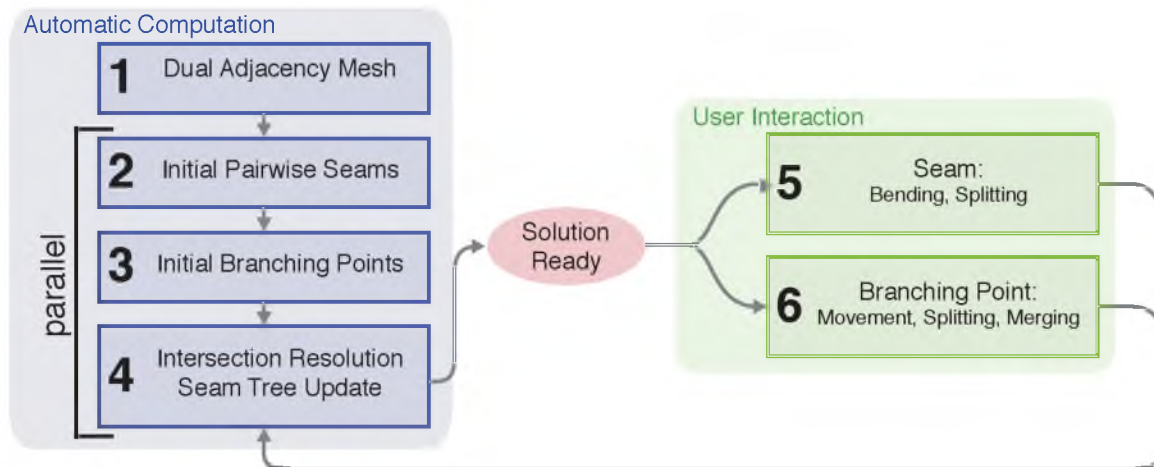 Automatic Computation
1 Dual Adjacency Mesh
parallel
2 Initial Pairwise Seams
3 Initial Branching Points
4 Intersection Resolution
Seam Tree Update
Solution
Ready
User Interaction
5 Seam:
Bending, Splitting
6 Branching Point:
Movement, Splitting, Merging